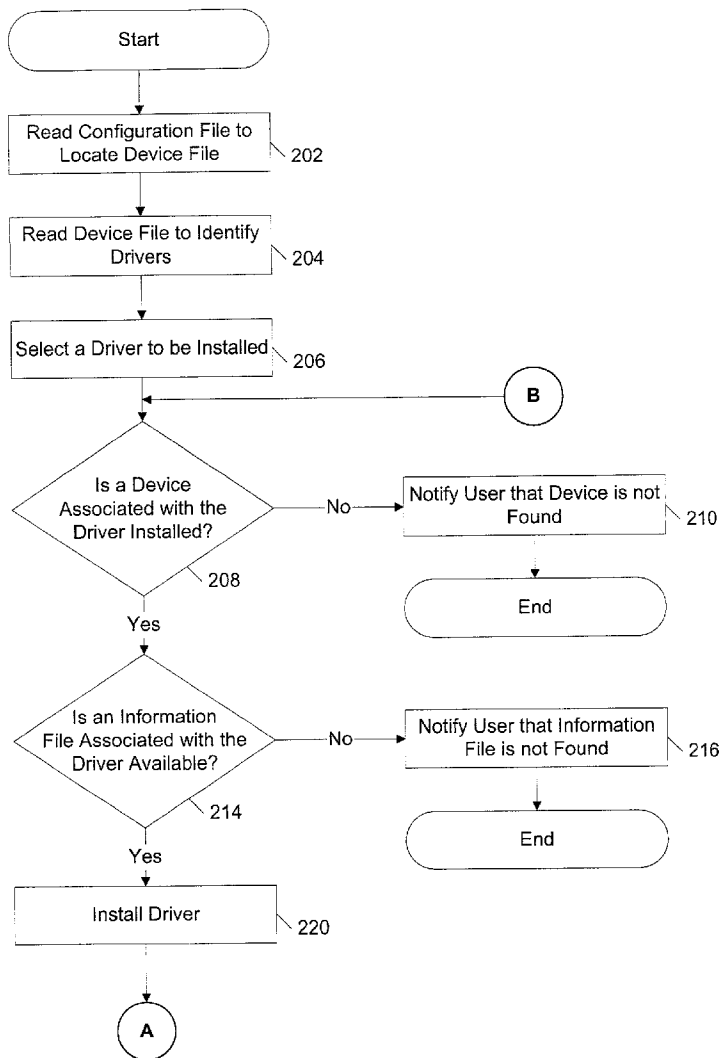 Start
Read Configuration File to
Locate Device File
202
Read Device File to Identify
Drivers
204
Select a Driver to be Installed
206
B
Is a Device
Associated with the
Driver Installed?
208
No
Notify User that Device is not
Found
210
End
Yes
Is an Information
File Associated with the
Driver Available?
214
No
Notify User that Information
File is not Found
216
End
Yes
Install Driver
220
A